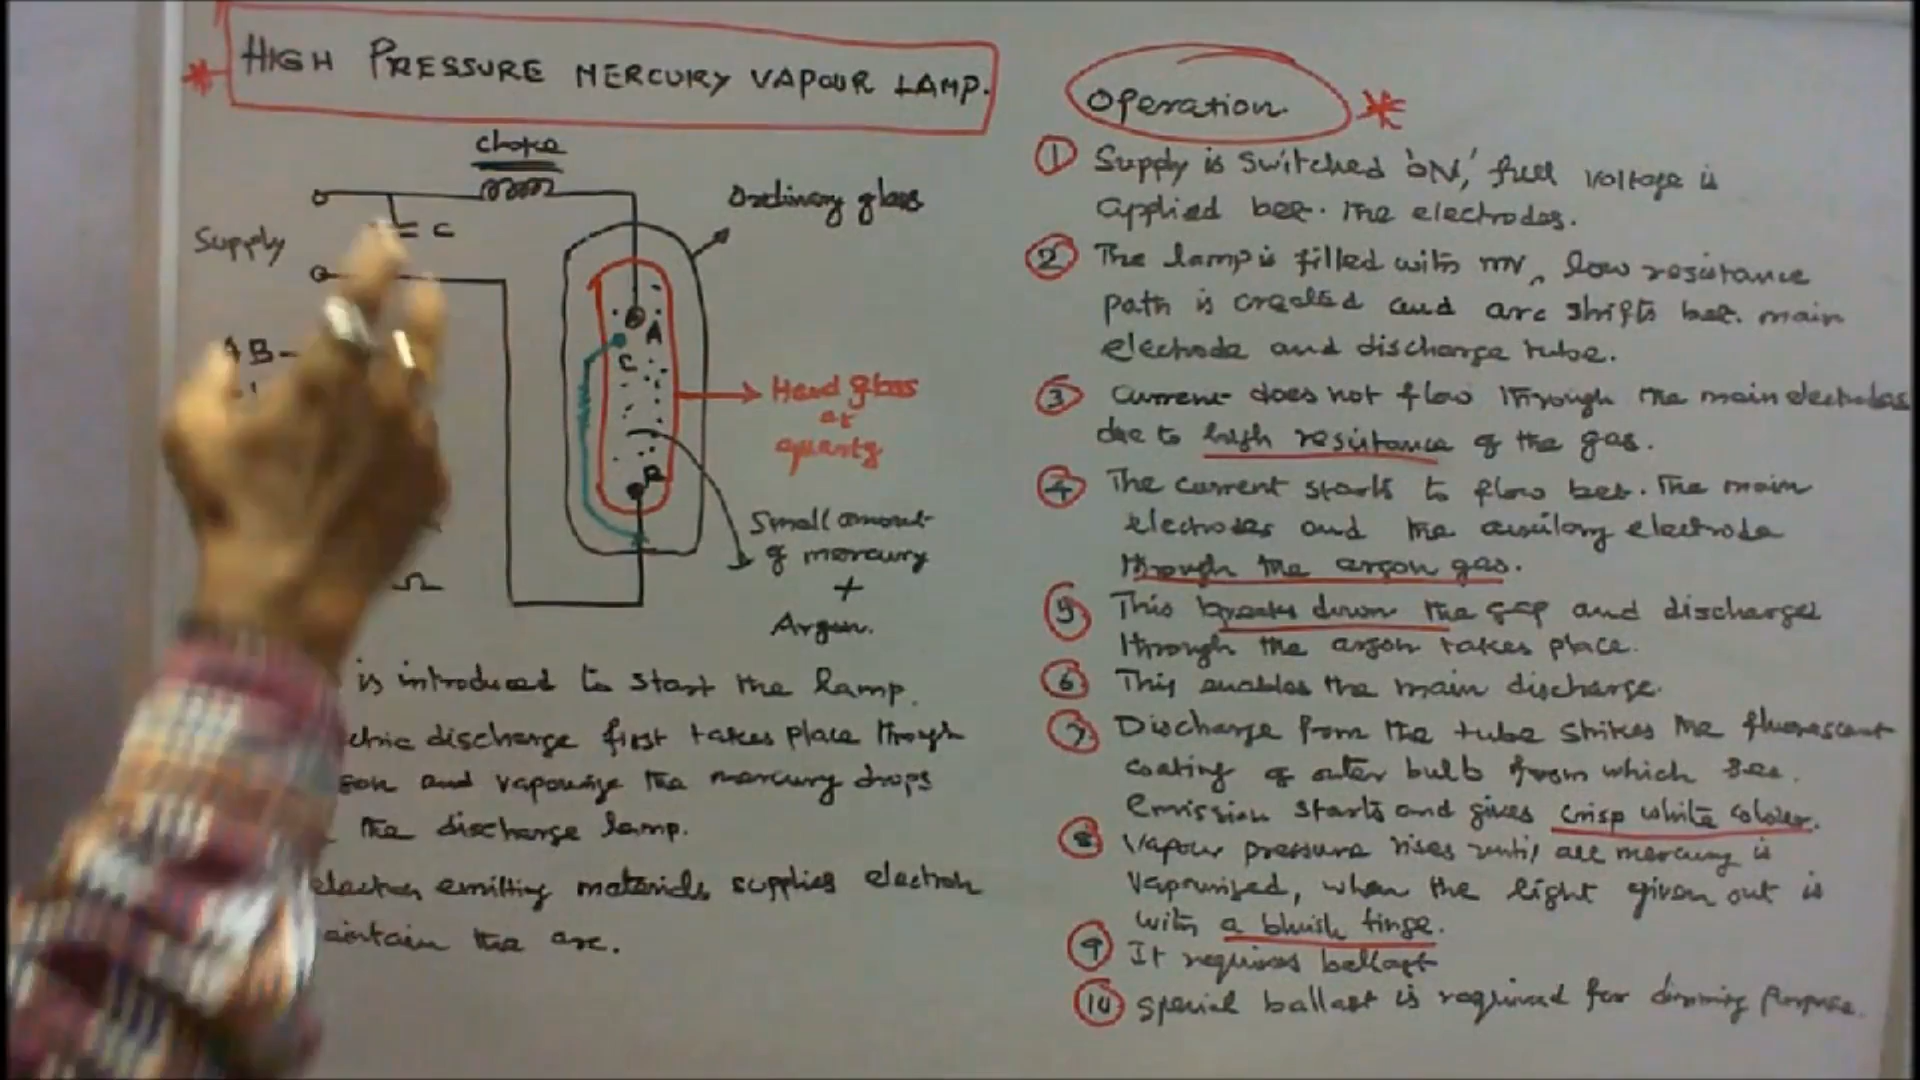 HIGH PRESSURE MERCURY VAPOUR LAMP.
choke
Supply
C
Ordinary glass
A
C
B
A B-
Hard glass
or
quartz
Small amount
of mercury
+
Argon.
is introduced to start the lamp.
discharge first takes place through
and vapourize the mercury drops
the discharge lamp.
electron emitting materials supplies electron
the arc.
Operation.
① Supply is switched 'ON', full voltage is
applied bet. the electrodes.
② The lamp is filled with mv, low resistance
path is created and arc shifts bet. main
electrode and discharge tube.
③ Current does not flow through the main electrodes
due to high resistance of the gas.
④ The current starts to flow bet. The main
electrodes and the electrode
through the argon gas.
⑤ This breaks down the gap and discharge
through the argon takes place.
⑥ This enables the main discharge.
⑦ Discharge from the tube strikes the fluorescent
coating of outer bulb from which sec.
emission starts and gives crisp white colour.
⑧ Vapour pressure rises until all mercury is
vapourised, when the light given out is
with a bluish tinge.
⑨ It requires ballast
⑩ special ballast is required for dimming purpose.